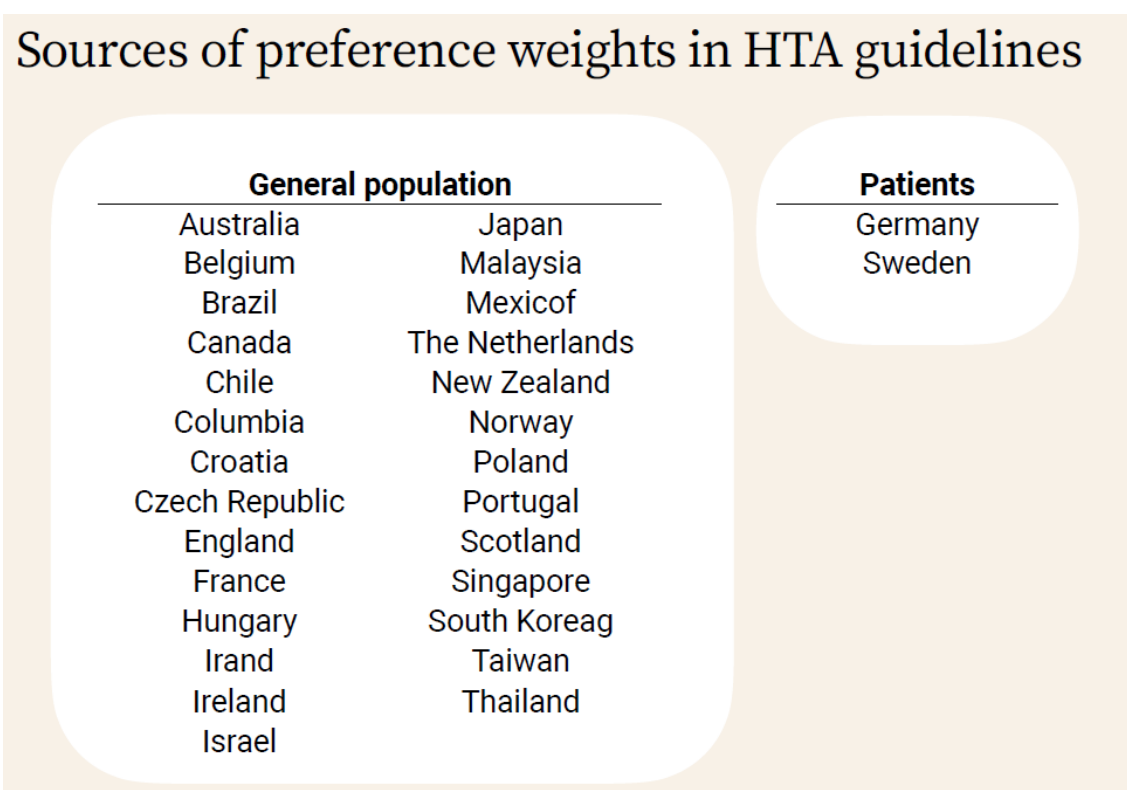 Sources of preference weights in HTA guidelines
General population
Australia
Belgium
Brazil
Canada
Chile
Columbia
Croatia
Czech Republic
England
France
Hungary
Irand
Ireland
Israel
Japan
Malaysia
Mexicof
The Netherlands
New Zealand
Norway
Poland
Portugal
Scotland
Singapore
South Koreag
Taiwan
Thailand
Patients
Germany
Sweden